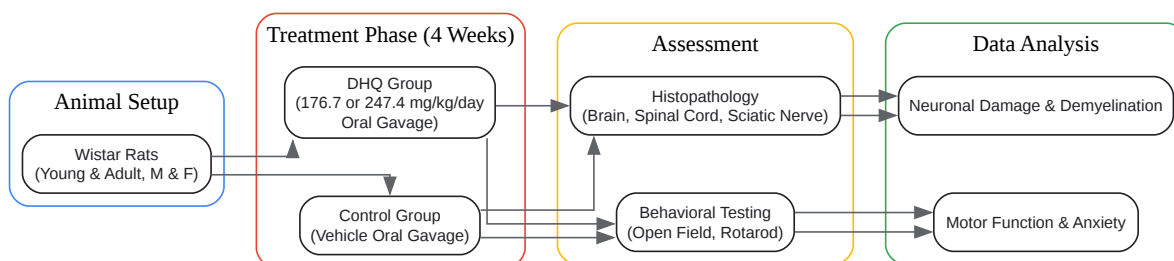 Animal Setup
Wistar Rats
(Young & Adult, M & F)
Treatment Phase (4 Weeks)
DHQ Group
(176.7 or 247.4 mg/kg/day
Oral Gavage)
Control Group
(Vehicle Oral Gavage)
Assessment
Histopathology
(Brain, Spinal Cord, Sciatic Nerve)
Behavioral Testing
(Open Field, Rotarod)
Data Analysis
Neuronal Damage & Demyelination
Motor Function & Anxiety